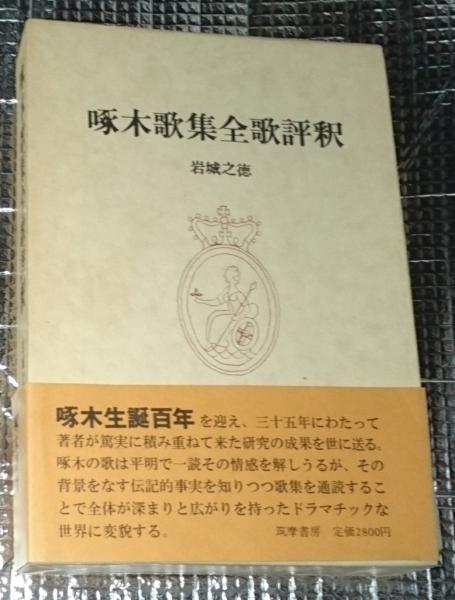 啄木歌集全歌評釈
岩城之徳
啄木生誕百年を迎え、三十五年にわたって
著者が篤実に積み重ねて来た研究の成果を世に送る。
啄木の歌は平明で一読その情感を解しうるが、その
背景をなす伝記的事実を知りつつ歌集を通読するこ
とで全体が深まりと広がりを持ったドラマチックな
世界に変貌する。
筑摩書房 定価2800円